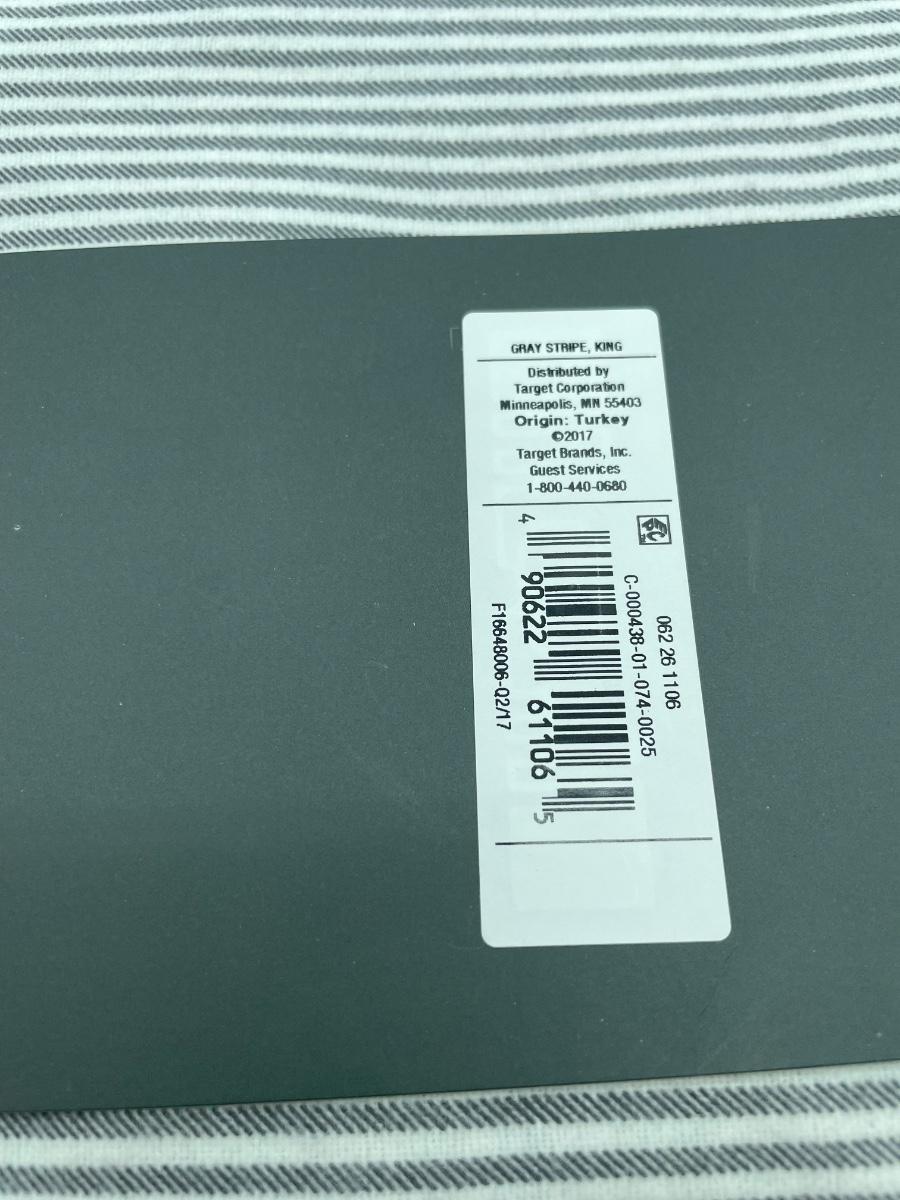 GRAY STRIPE, KING
Distributed by
Target Corporation
Minneapolis, MN 55403
Origin: Turkey
©2017
Target Brands, Inc.
Guest Services
1-800-440-0680
062 26 1106
C-000438-01-074-0025
4 90622 61106 5
F16648006-Q2/17